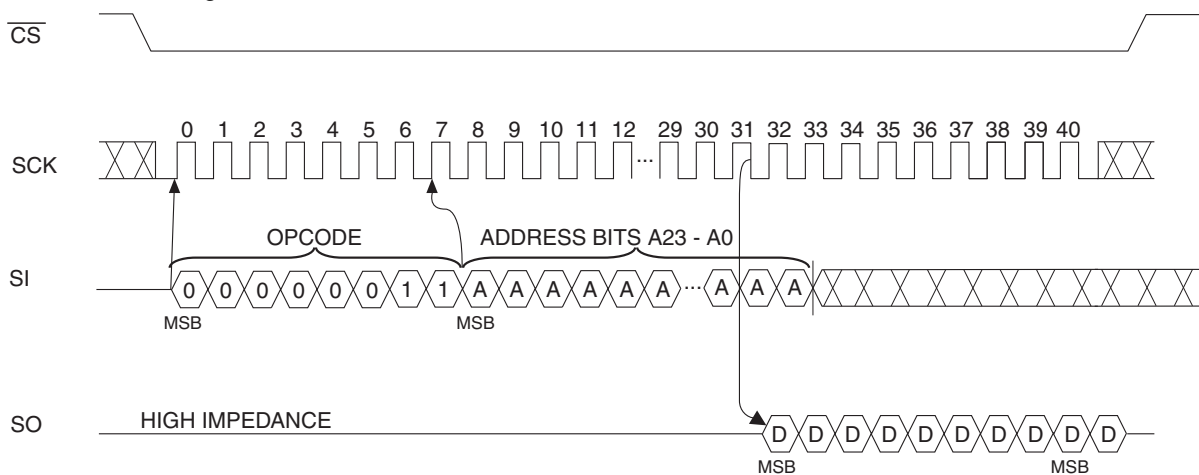 CS
0 1 2 3 4 5 6 7 8 9 10 11 12 29 30 31 32 33 34 35 36 37 38 39 40
SCK ...
OPCODE ADDRESS BITS A23 - A0
SI 0 0 0 0 0 0 1 1 A A A A A A ... A A A
MSB MSB
SO HIGH IMPEDANCE D D D D D D D D D D
MSB MSB